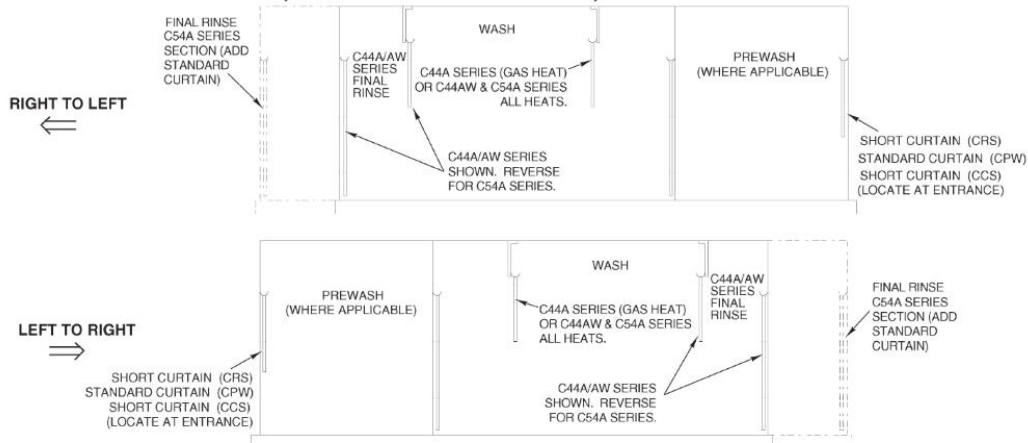 FINAL RINSE
C54A SERIES
SECTION (ADD
STANDARD
CURTAIN)
RIGHT TO LEFT
C44A/AW
SERIES
FINAL
RINSE
WASH
C44A SERIES (GAS HEAT)
OR C44AW & C54A SERIES
ALL HEATS.
C44A/AW SERIES
SHOWN. REVERSE
FOR C54A SERIES.
PREWASH
(WHERE APPLICABLE)
SHORT CURTAIN (CRS)
STANDARD CURTAIN (CPW)
SHORT CURTAIN (CCS)
(LOCATE AT ENTRANCE)
LEFT TO RIGHT
PREWASH
(WHERE APPLICABLE)
SHORT CURTAIN (CRS)
STANDARD CURTAIN (CPW)
SHORT CURTAIN (CCS)
(LOCATE AT ENTRANCE)
WASH
C44A SERIES (GAS HEAT)
OR C44AW & C54A SERIES
ALL HEATS.
C44A/AW
SERIES
FINAL
RINSE
C44A/AW SERIES
SHOWN. REVERSE
FOR C54A SERIES.
FINAL RINSE
C54A SERIES
SECTION (ADD
STANDARD
CURTAIN)